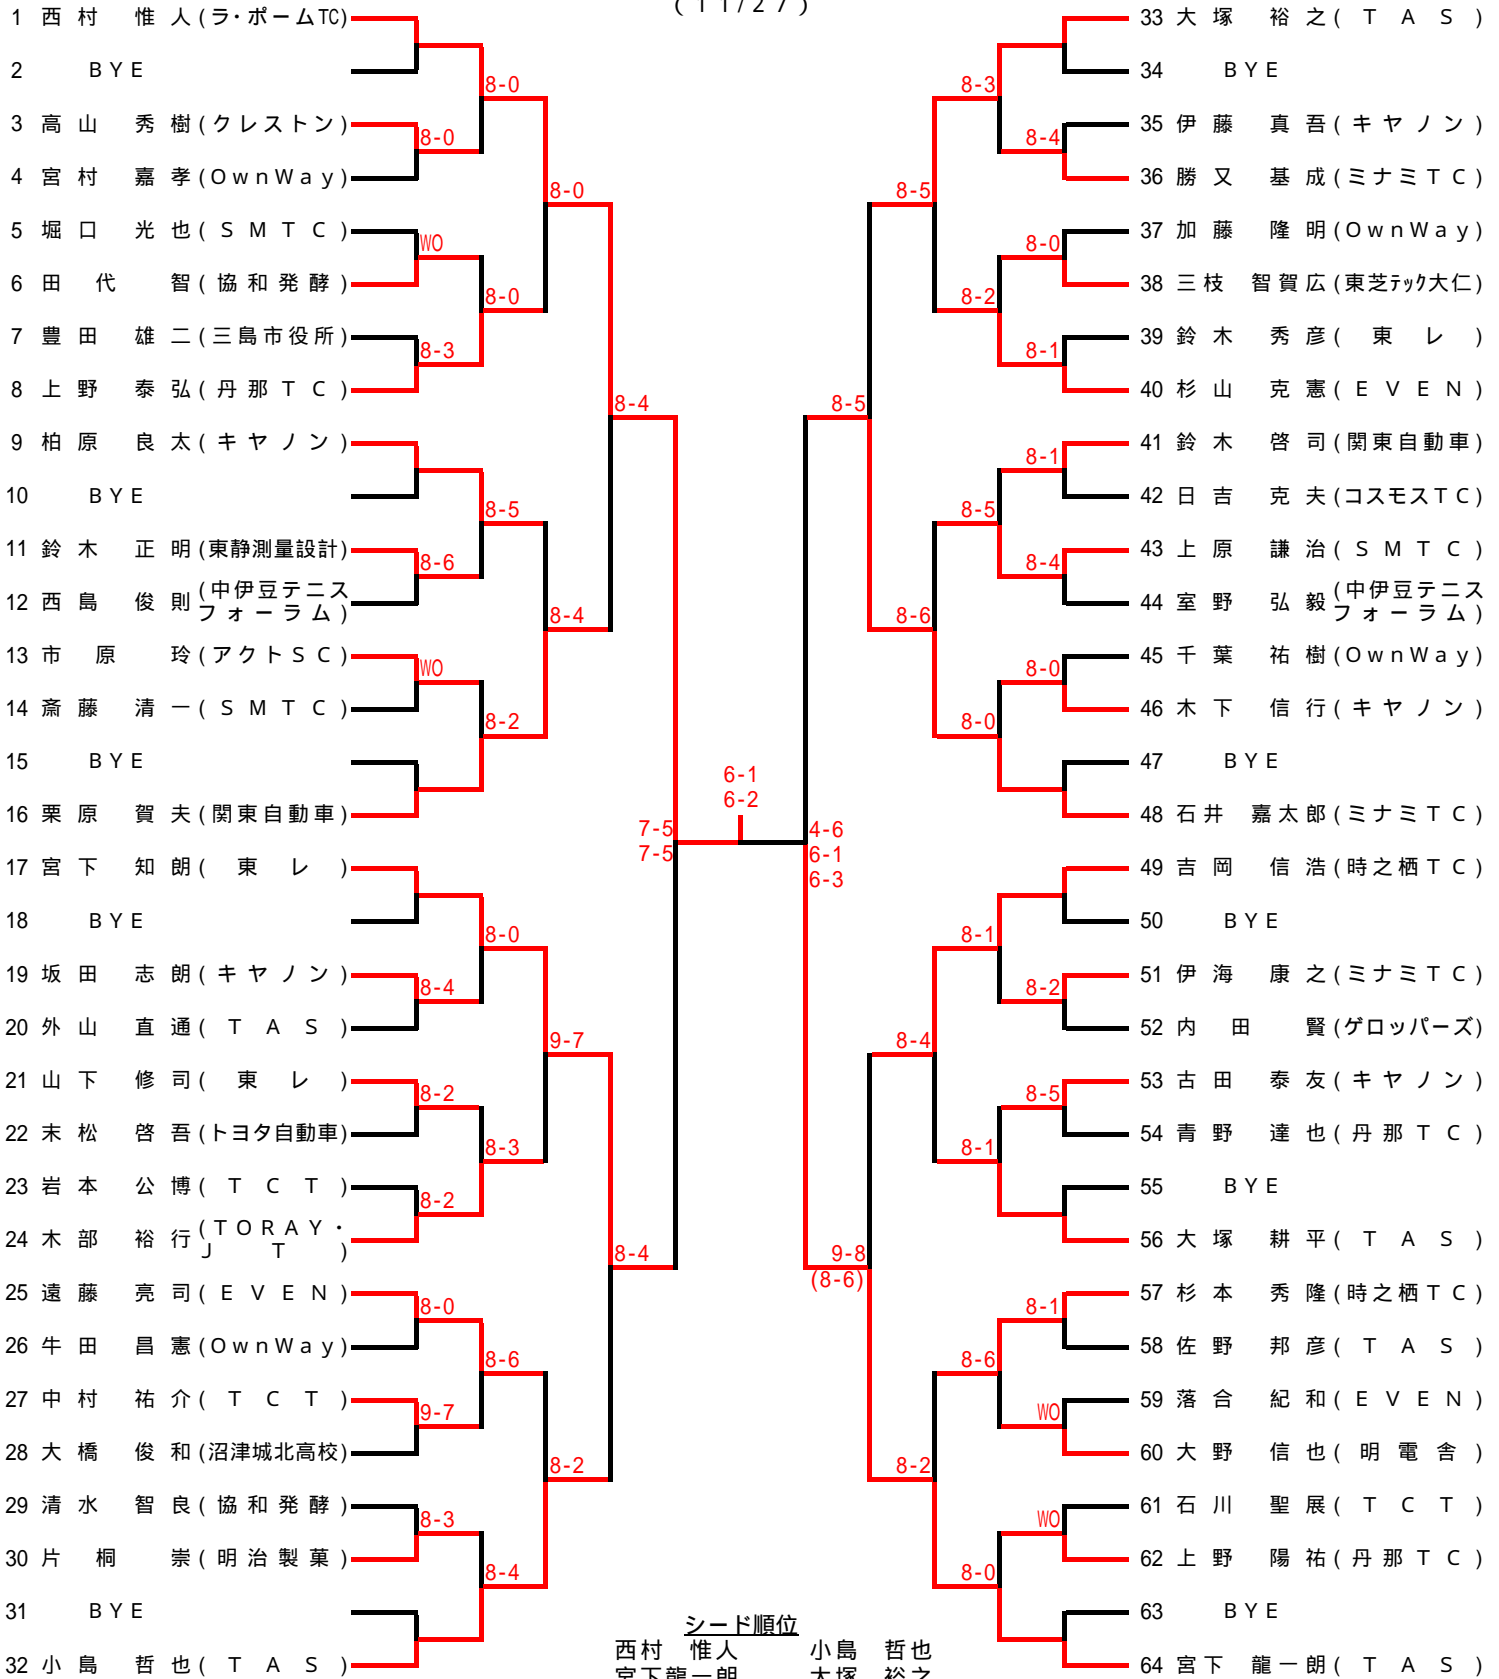 (11/27)
1 西村 惟人(ラ・ポームTC)
2 BYE
8-0
3 高山 秀樹(クレストン)
8-0
4 宮村 嘉孝(OwnWay)
8-0
5 堀口 光也(SMTC)
WO
6 田代 智(協和発酵)
8-0
7 豊田 雄二(三島市役所)
8-3
8 上野 泰弘(丹那TC)
8-4
9 柏原 良太(キヤノン)
10 BYE
8-5
11 鈴木 正明(東静測量設計)
8-6
12 西島 俊則(中伊豆テニスフォーラム)
8-4
13 市原 玲(アクトSC)
WO
14 斎藤 清一(SMTC)
8-2
15 BYE
16 栗原 賀夫(関東自動車)
7-5
7-5
17 宮下 知朗(東レ)
18 BYE
8-0
19 坂田 志朗(キヤノン)
8-4
20 外山 直通(TAS)
9-7
21 山下 修司(東レ)
8-2
22 末松 啓吾(トヨタ自動車)
8-3
23 岩本 公博(TCT)
8-2
24 木部 裕行(TORAY・JT)
8-4
25 遠藤 亮司(EVEN)
8-0
26 牛田 昌憲(OwnWay)
8-6
27 中村 祐介(TCT)
9-7
28 大橋 俊和(沼津城北高校)
8-2
29 清水 智良(協和発酵)
8-3
30 片桐 崇(明治製菓)
8-4
31 BYE
32 小島 哲也(TAS)
6-1
6-2
33 大塚 裕之(TAS)
34 BYE
8-3
35 伊藤 真吾(キヤノン)
8-4
36 勝又 基成(ミナミTC)
8-5
37 加藤 隆明(OwnWay)
8-0
38 三枝 智賀広(東芝テック大仁)
8-2
39 鈴木 秀彦(東レ)
8-1
40 杉山 克憲(EVEN)
8-5
41 鈴木 啓司(関東自動車)
8-1
42 日吉 克夫(コスモスTC)
8-5
43 上原 謙治(SMTC)
8-4
44 室野 弘毅(中伊豆テニスフォーラム)
8-6
45 千葉 祐樹(OwnWay)
8-0
46 木下 信行(キヤノン)
8-0
47 BYE
48 石井 嘉太郎(ミナミTC)
4-6
6-1
6-3
49 吉岡 信浩(時之栖TC)
50 BYE
8-1
51 伊海 康之(ミナミTC)
8-2
52 内田 賢(ゲロッパーズ)
8-4
53 古田 泰友(キヤノン)
8-5
54 青野 達也(丹那TC)
8-1
55 BYE
56 大塚 耕平(TAS)
9-8
(8-6)
57 杉本 秀隆(時之栖TC)
8-1
58 佐野 邦彦(TAS)
8-6
59 落合 紀和(EVEN)
WO
60 大野 信也(明電舎)
8-2
61 石川 聖展(TCT)
WO
62 上野 陽祐(丹那TC)
8-0
63 BYE
64 宮下 龍一朗(TAS)
シード順位
西村 惟人 小島 哲也
宮下龍一朗 大塚 裕之